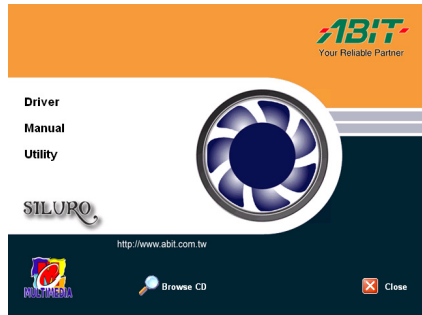 ABIT
Your Reliable Partner
Driver
Manual
Utility
SILURO
http://www.abit.com.tw
MULTIMEDIA
Browse CD
Close